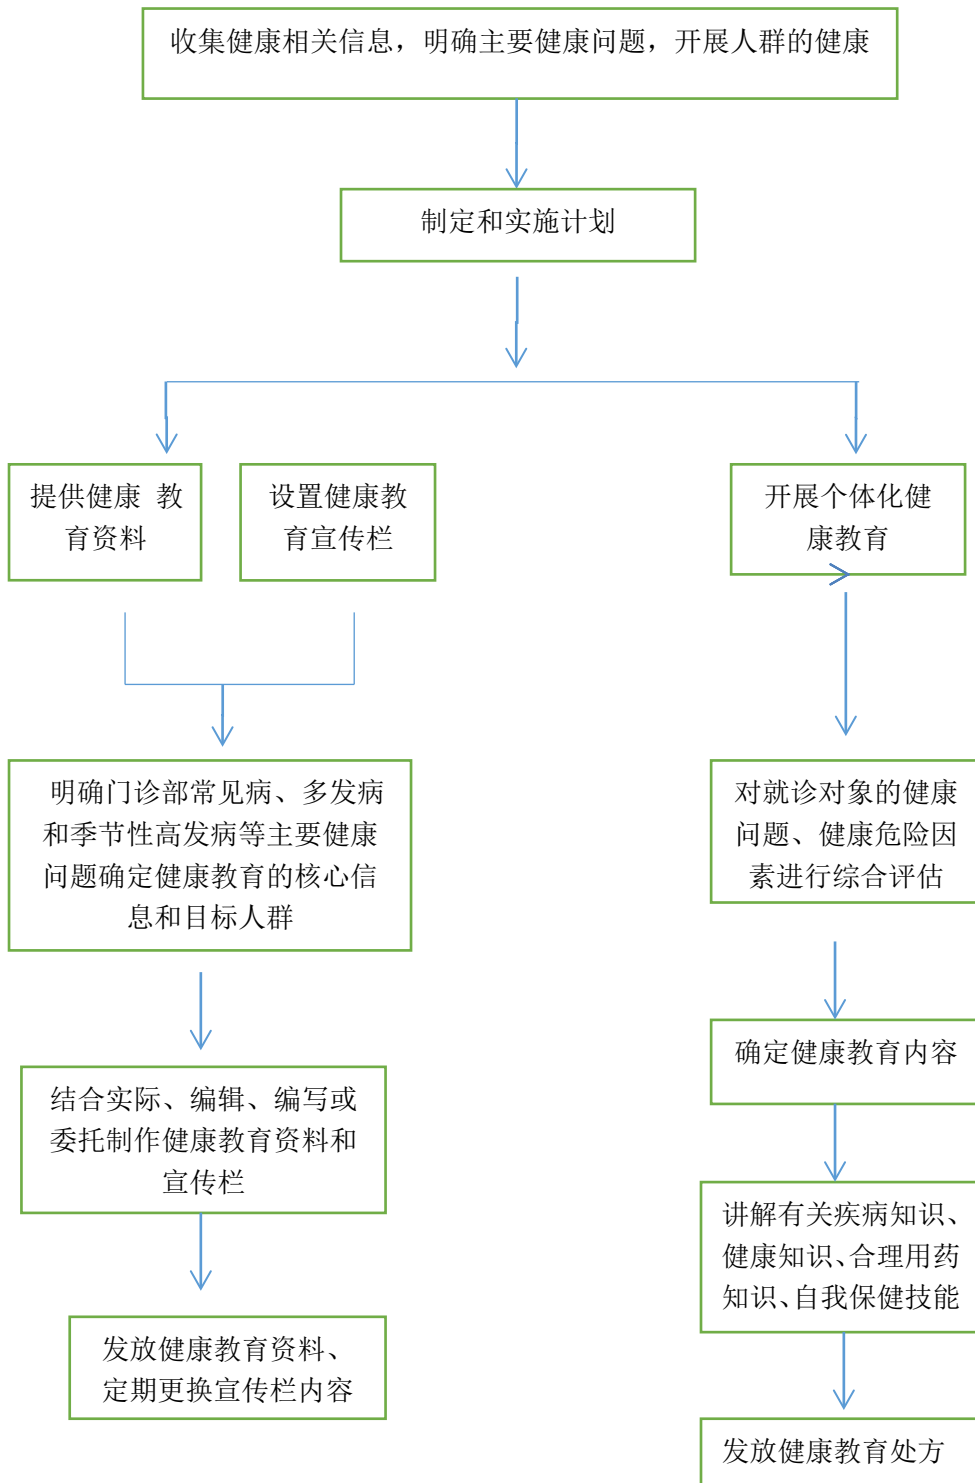 收集健康相关信息，明确主要健康问题，开展人群的健康
制定和实施计划
提供健康 教
育资料
设置健康教
育宣传栏
开展个体化健
康教育
明确门诊部常见病、多发病
和季节性高发病等主要健康
问题确定健康教育的核心信
息和目标人群
对就诊对象的健康
问题、健康危险因
素进行综合评估
结合实际、编辑、编写或
委托制作健康教育资料和
宣传栏
确定健康教育内容
讲解有关疾病知识、
健康知识、合理用药
知识、自我保健技能
发放健康教育资料、
定期更换宣传栏内容
发放健康教育处方